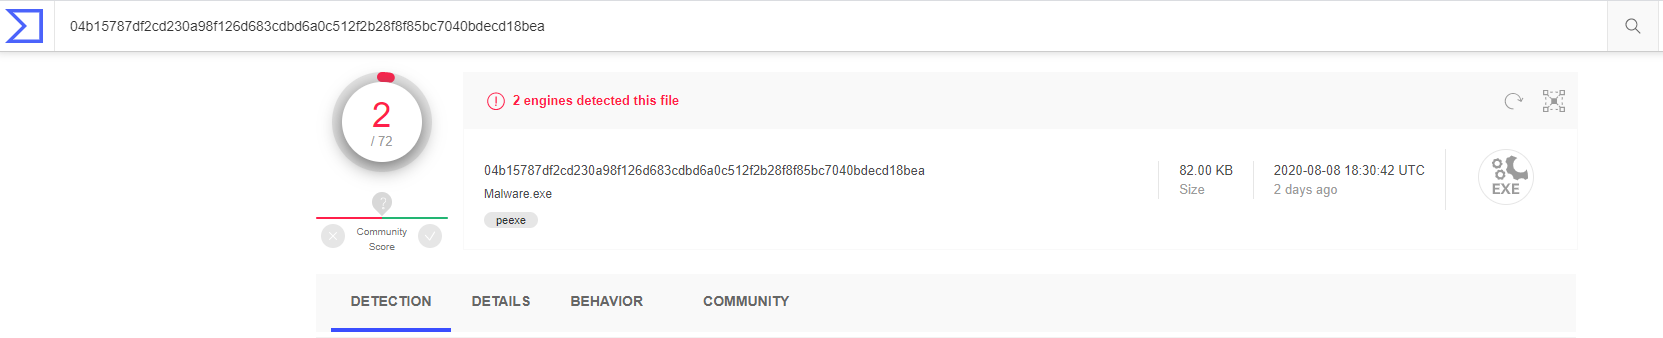 04b15787df2cd230a98f126d683cdbd6a0c512f2b28f8f85bc7040bdecd18bea
2
/ 72
?
Community
Score
2 engines detected this file
04b15787df2cd230a98f126d683cdbd6a0c512f2b28f8f85bc7040bdecd18bea
Malware.exe
peexe
82.00 KB
Size
2020-08-08 18:30:42 UTC
2 days ago
EXE
DETECTION DETAILS BEHAVIOR COMMUNITY